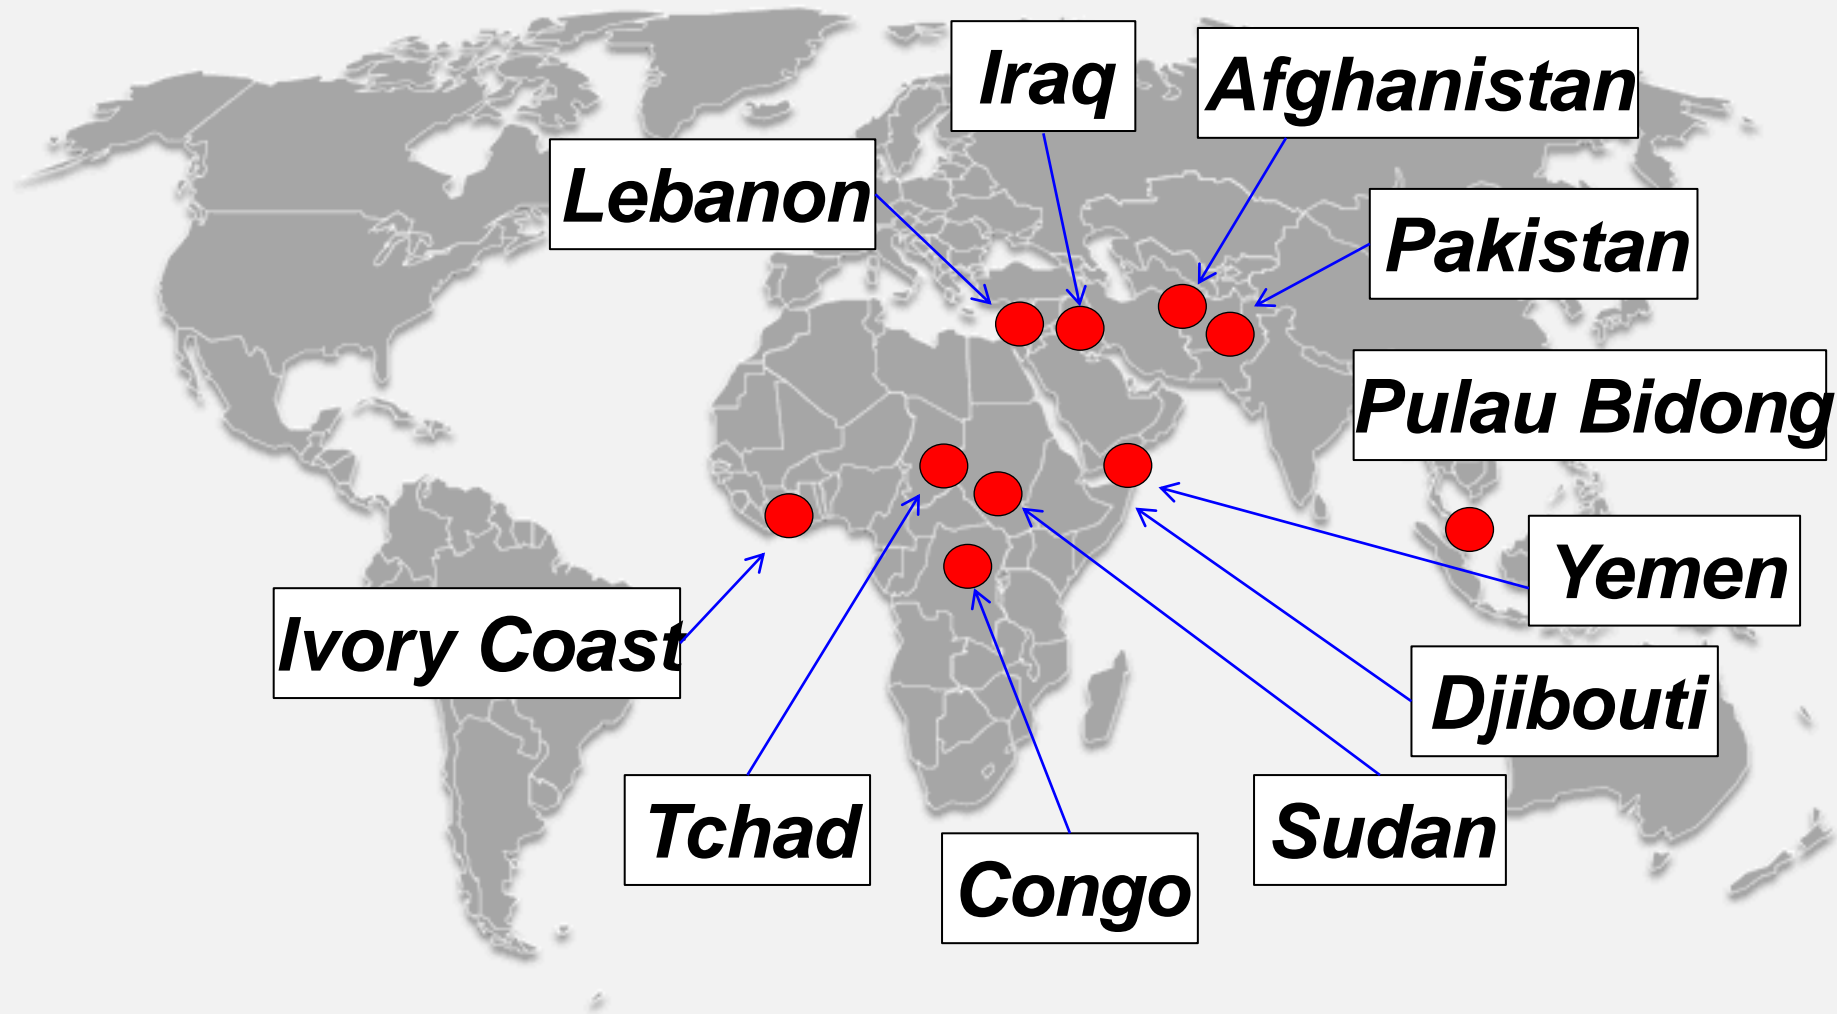 Iraq
Afghanistan
Lebanon
Pakistan
Pulau Bidong
Yemen
Ivory Coast
Djibouti
Tchad
Sudan
Congo